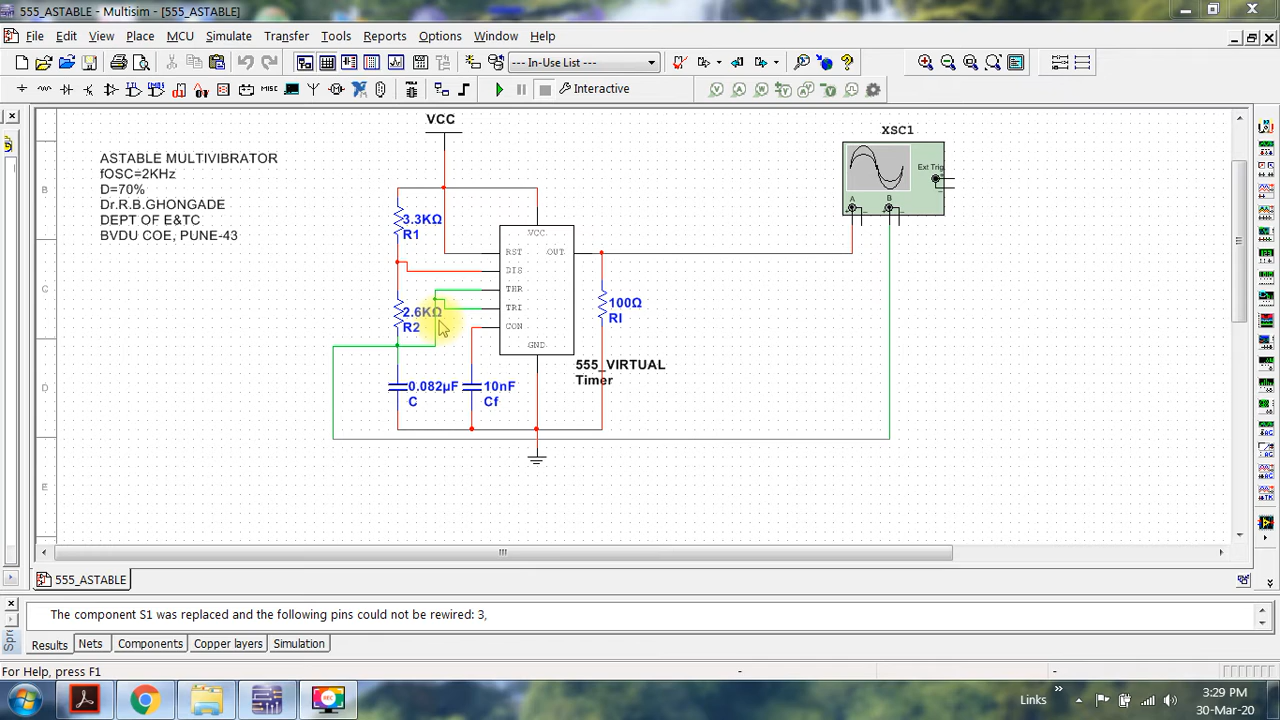 555_ASTABLE - Multisim - [555_ASTABLE]
File Edit View Place MCU Simulate Transfer Tools Reports Options Window Help
--- In-Use List ---
MISC Interactive
VCC
XSC1
Ext Trig
A B
ASTABLE MULTIVIBRATOR
fOSC=2KHz
D=70%
Dr.R.B.GHONGADE
DEPT OF E&TC
BVDU COE, PUNE-43
3.3KΩ
R1
VCC
RST OUT
DIS
THR
TRI
CON
GND
2.6KΩ
R2
100Ω
Rl
555_VIRTUAL
Timer
0.082µF
C
10nF
Cf
B
C
D
E
555_ASTABLE
The component S1 was replaced and the following pins could not be rewired: 3,
Results Nets Components Copper layers Simulation
For Help, press F1
Links
3:29 PM
30-Mar-20